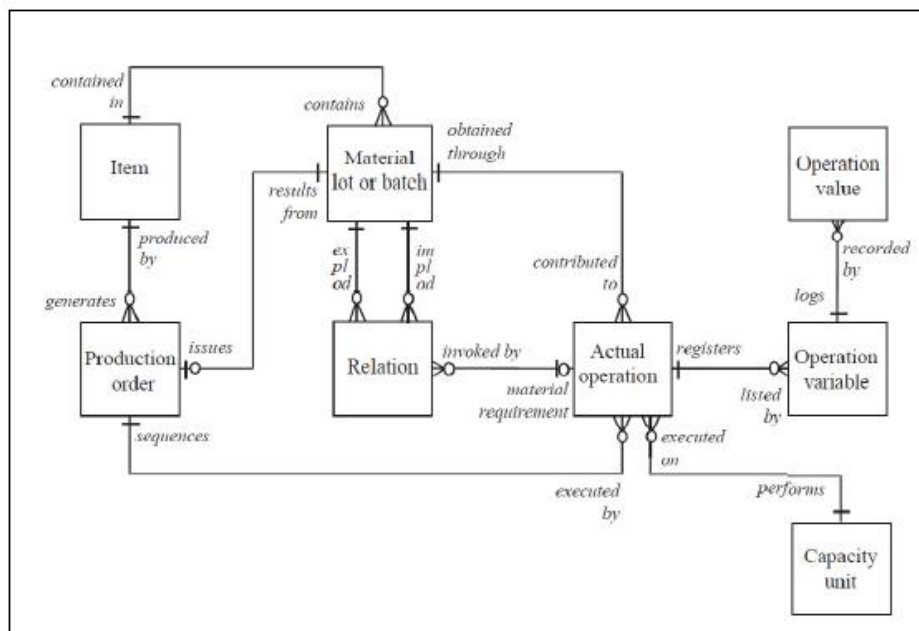 contained
in
contains
Item
Material
lot or batch
obtained
through
Operation
value
results
from
produced
by
ex
pl
od
im
pl
od
recorded
by
contributed
to
generates
logs
Production
order
issues
Relation
invoked by
material
requirement
Actual
operation
registers
Operation
variable
listed
by
sequences
executed
on
executed
by
performs
Capacity
unit